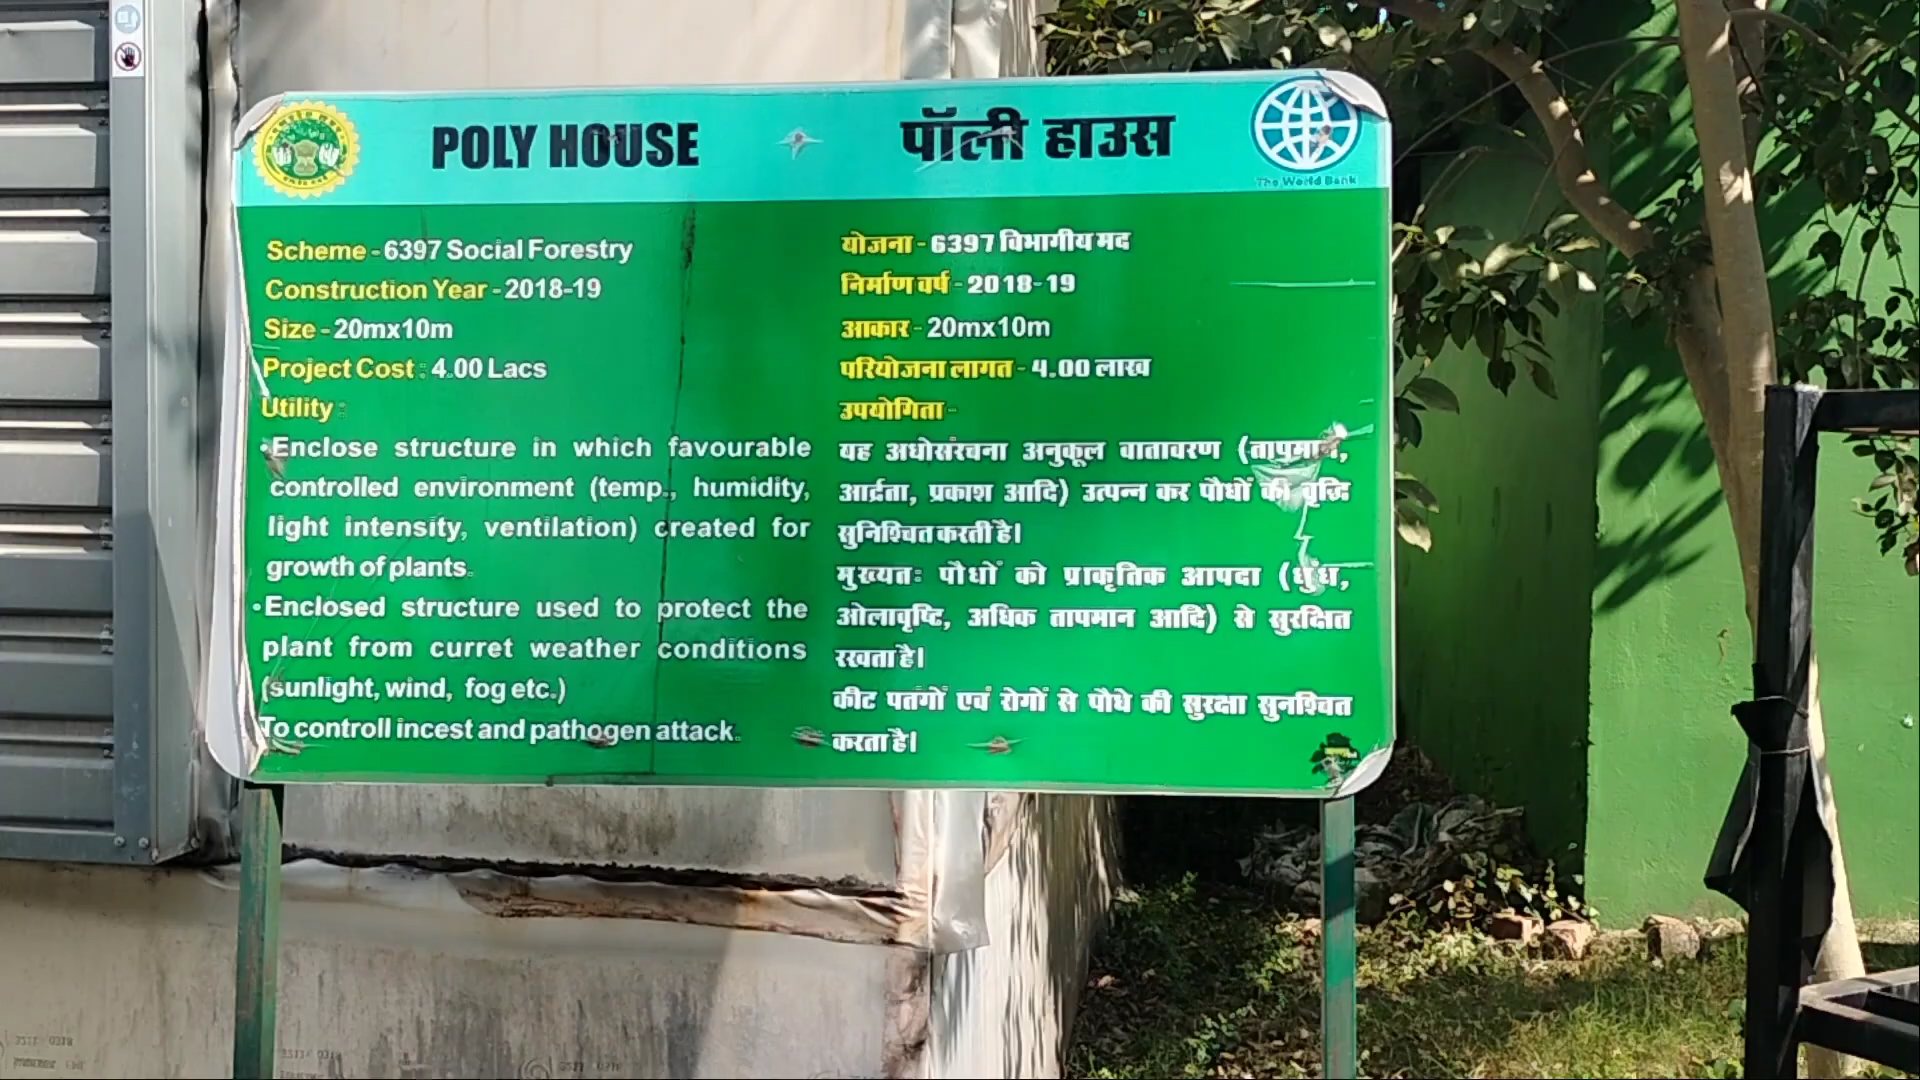 POLY HOUSE
पॉली हाउस
The World Bank
Scheme - 6397 Social Forestry
Construction Year - 2018-19
Size - 20mx10m
Project Cost : 4.00 Lacs
Utility :
•Enclose structure in which favourable
controlled environment (temp., humidity,
light intensity, ventilation) created for
growth of plants.
•Enclosed structure used to protect the
plant from curret weather conditions
(sunlight, wind, fog etc.)
To controll incest and pathogen attack.
योजना - 6397 विभागीय मद
निर्माण वर्ष - 2018-19
आकार - 20mx10m
परियोजना लागत - 4.00 लाख
उपयोगिता -
यह अधोसंरचना अनुकूल वातावरण (तापमान,
आर्द्रता, प्रकाश आदि) उत्पन्न कर पौधों की वृद्धि
सुनिश्चित करती है।
मुख्यतः पौधों को प्राकृतिक आपदा (धुंध,
ओलावृष्टि, अधिक तापमान आदि) से सुरक्षित
रखता है।
कीट पतंगों एवं रोगों से पौधे की सुरक्षा सुनश्चित
करता है।